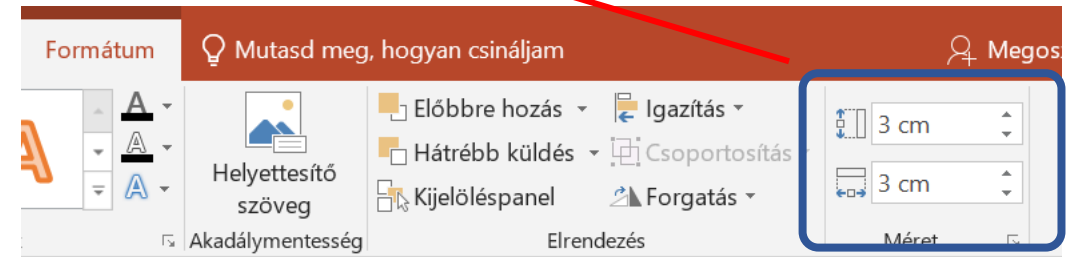 Formátum
Mutasd meg, hogyan csináljam
Megos
A
A
A
A
Helyettesítő
szöveg
Akadálymentesség
Előbbre hozás
Igazítás
Hátrébb küldés
Csoportosítás
Kijelöléspanel
Forgatás
Elrendezés
3 cm
3 cm
Méret